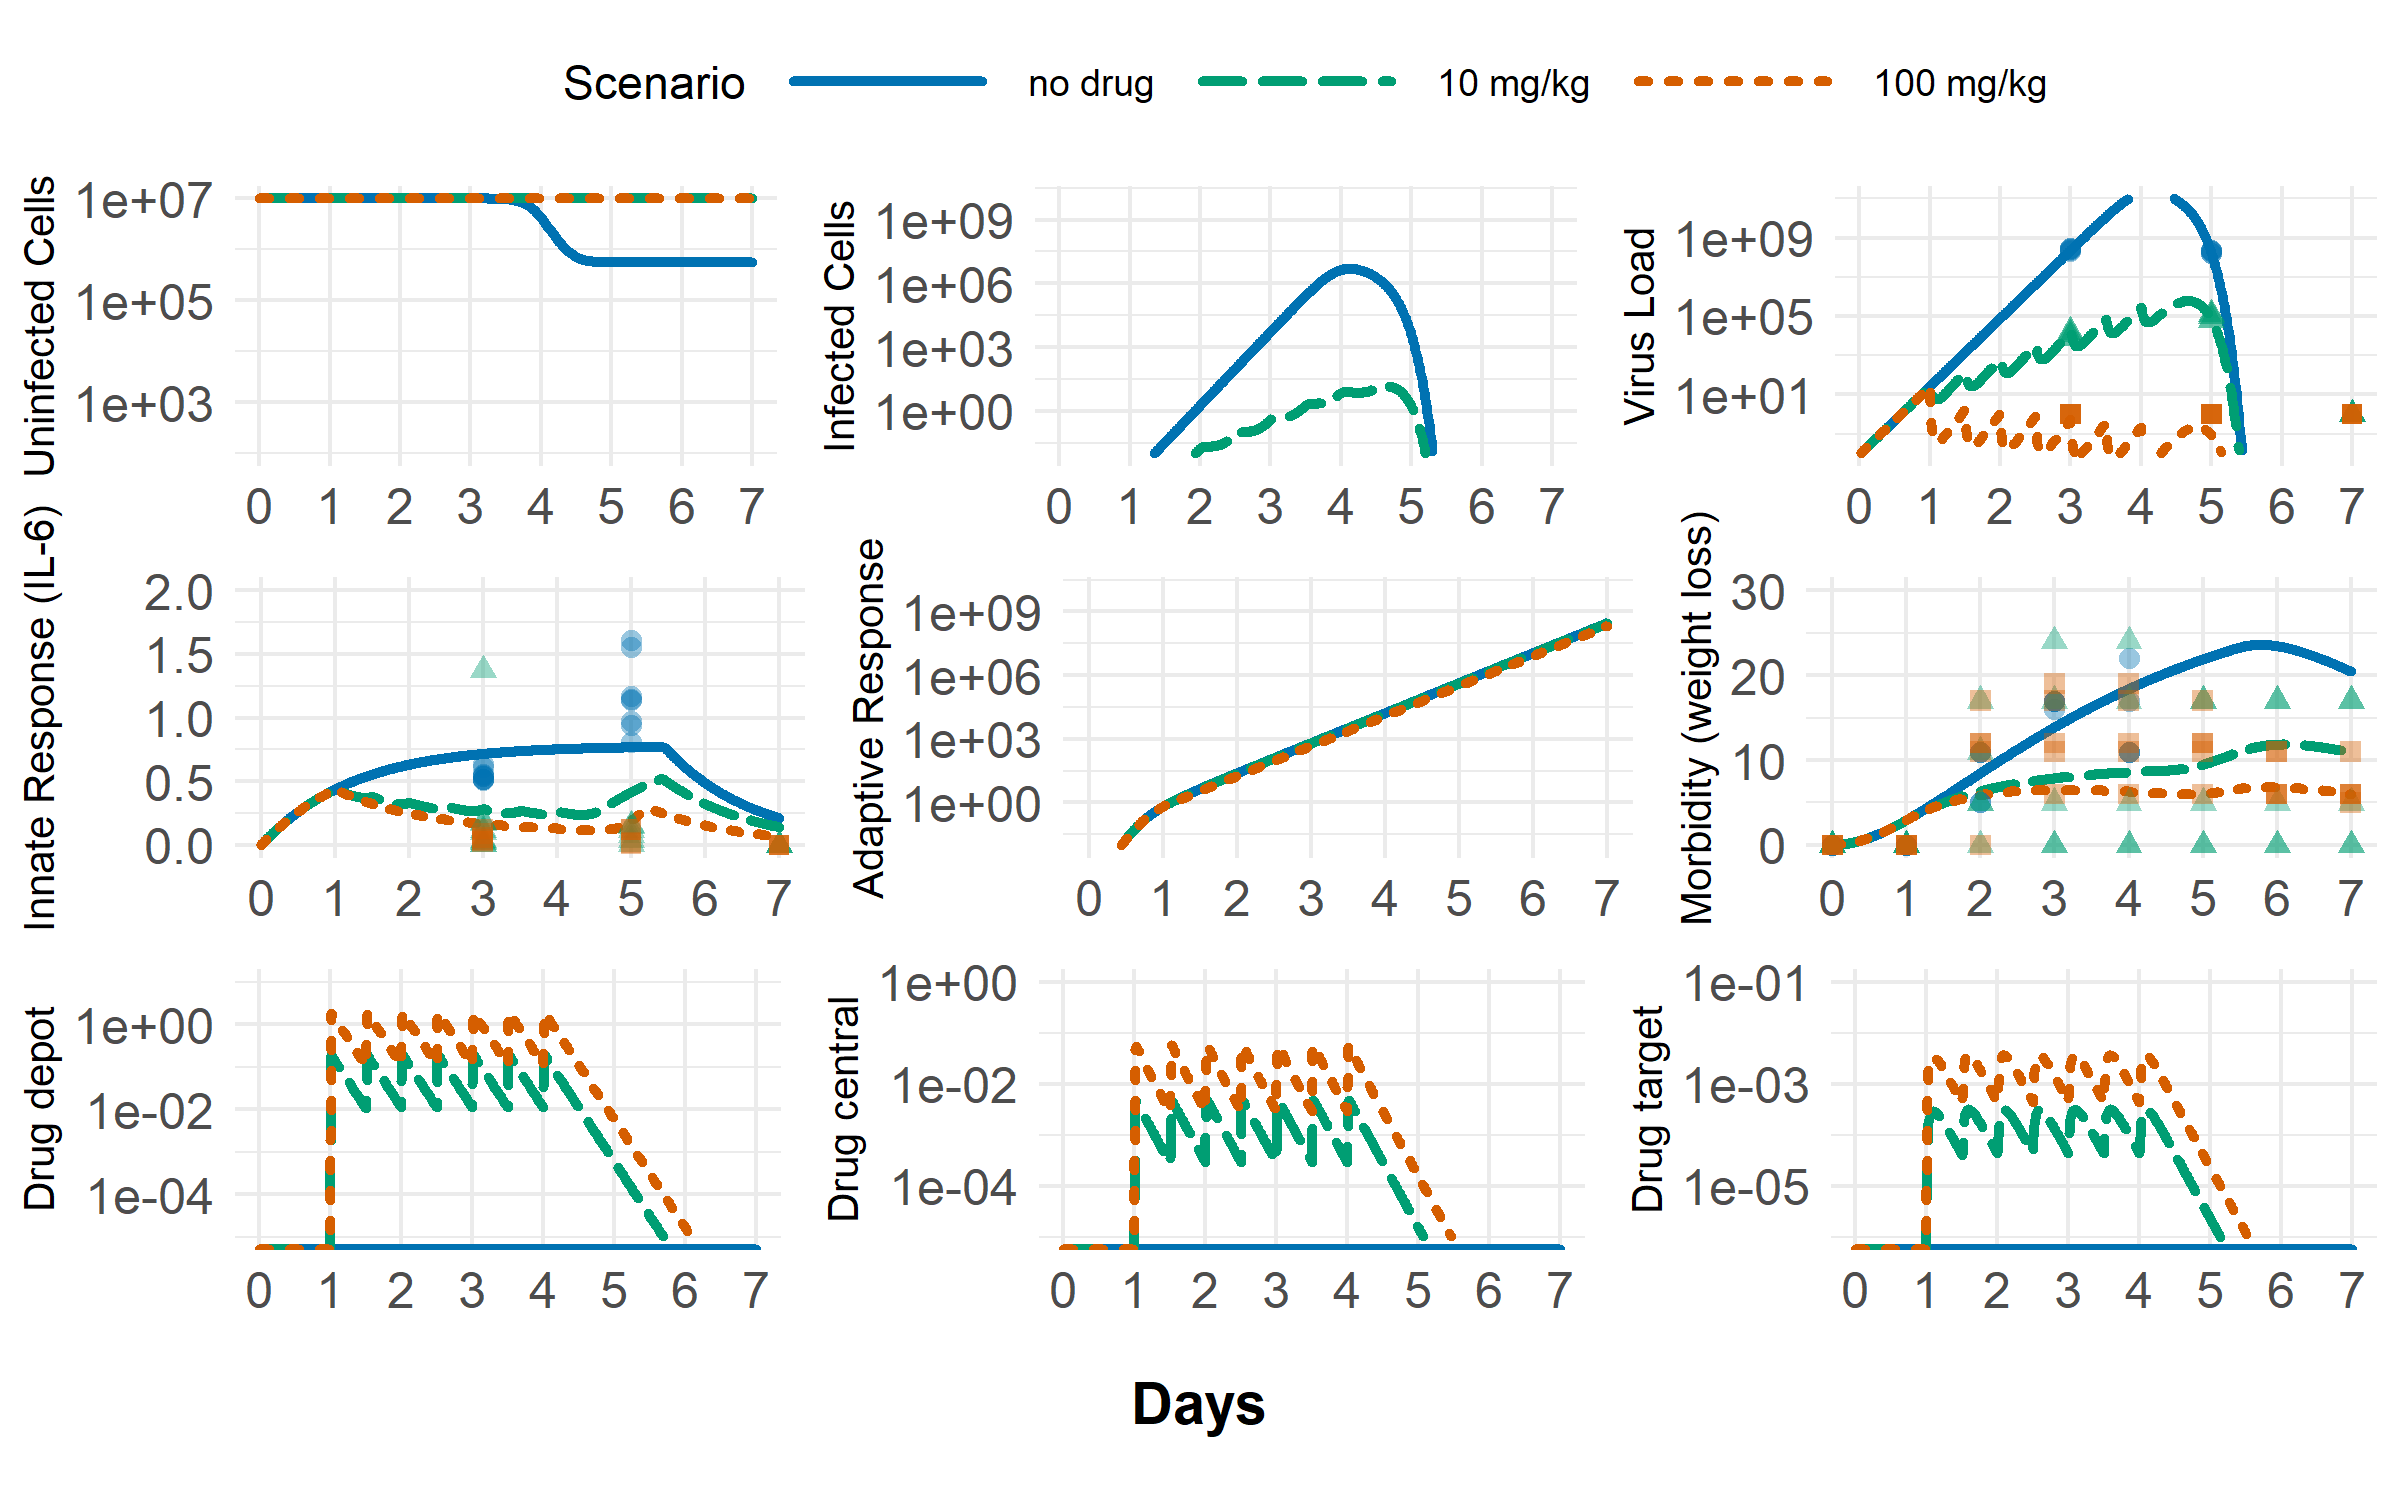 Scenario no drug 10 mg/kg 100 mg/kg
Uninfected Cells
1e+07
1e+05
1e+03
0 1 2 3 4 5 6 7
Infected Cells
1e+09
1e+06
1e+03
1e+00
0 1 2 3 4 5 6 7
Virus Load
1e+09
1e+05
1e+01
0 1 2 3 4 5 6 7
Innate Response (IL-6)
2.0
1.5
1.0
0.5
0.0
0 1 2 3 4 5 6 7
Adaptive Response
1e+09
1e+06
1e+03
1e+00
0 1 2 3 4 5 6 7
Morbidity (weight loss)
30
20
10
0
0 1 2 3 4 5 6 7
Drug depot
1e+00
1e-02
1e-04
0 1 2 3 4 5 6 7
Drug central
1e+00
1e-02
1e-04
0 1 2 3 4 5 6 7
Drug target
1e-01
1e-03
1e-05
0 1 2 3 4 5 6 7
Days